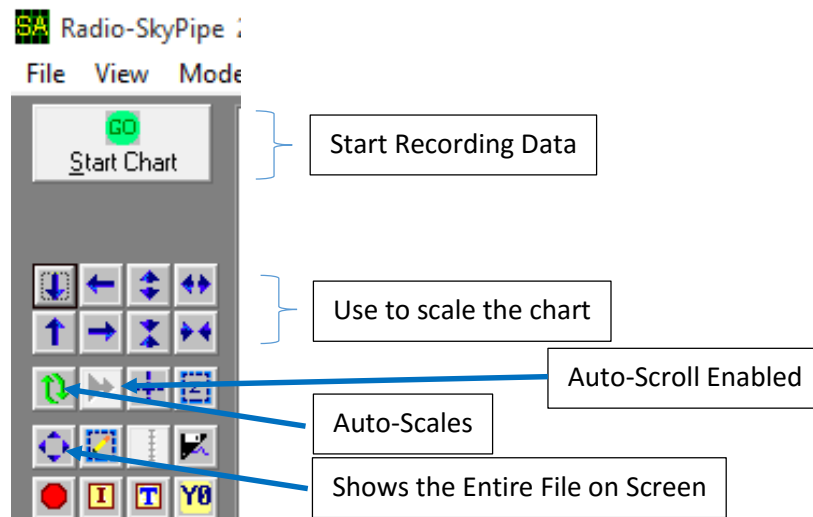 SA Radio-SkyPipe
File View Mode
GO
Start Chart
Start Recording Data
Use to scale the chart
Auto-Scroll Enabled
Auto-Scales
Shows the Entire File on Screen
I T Y0